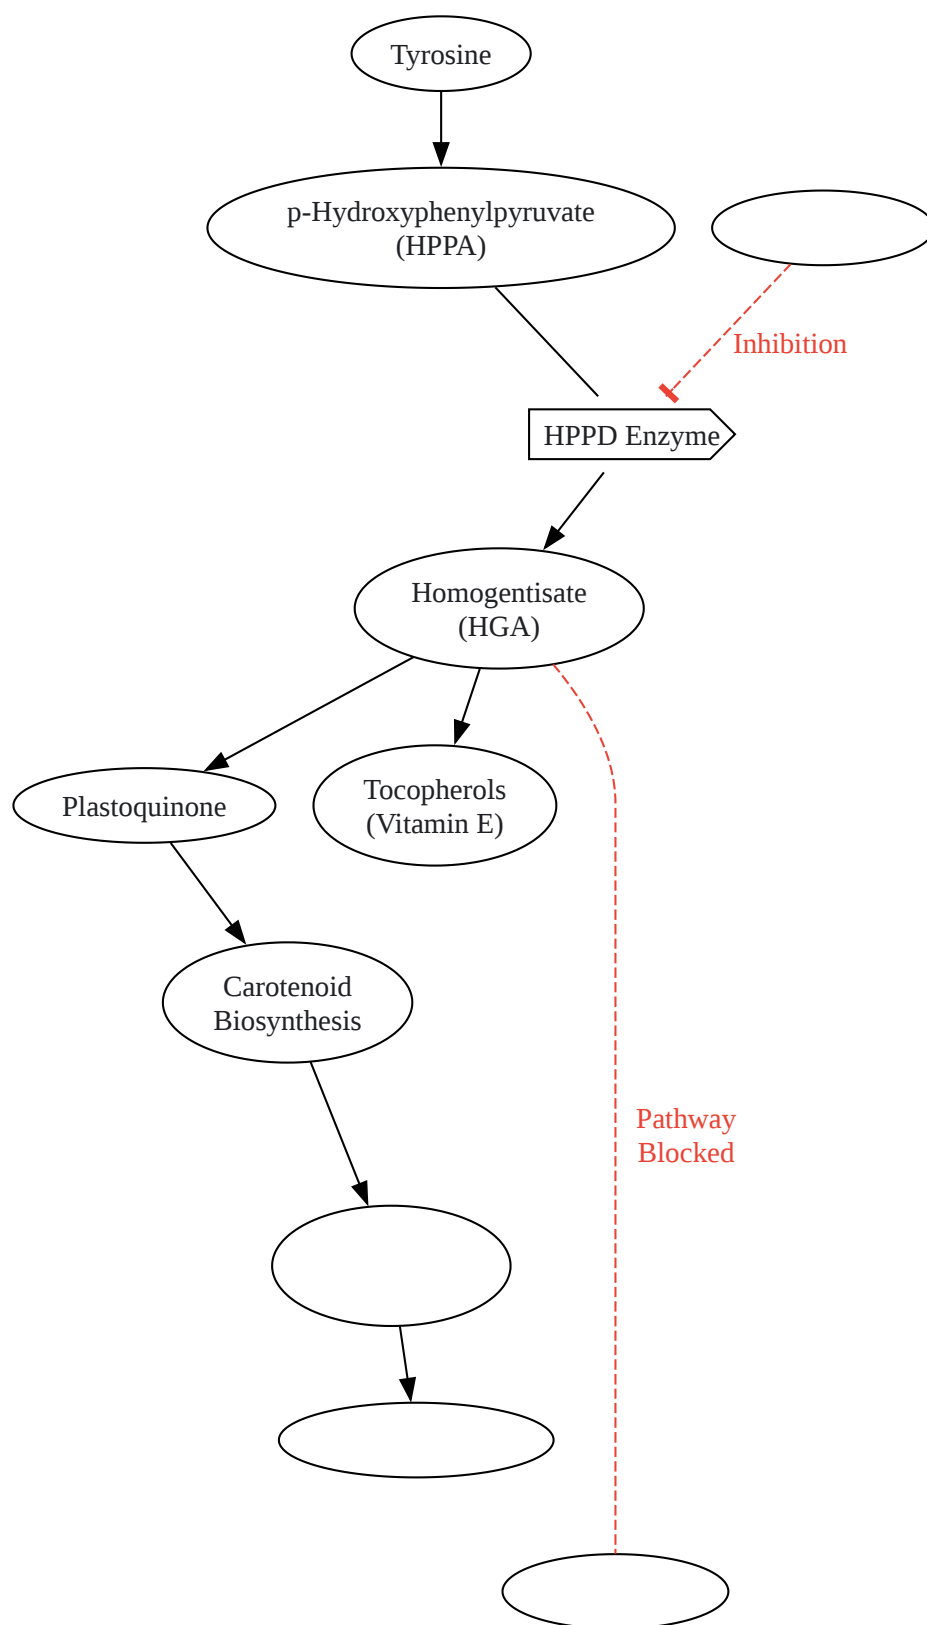 Tyrosine
p-Hydroxyphenylpyruvate
(HPPA)
Inhibition
HPPD Enzyme
Homogentisate
(HGA)
Plastoquinone
Tocopherols
(Vitamin E)
Carotenoid
Biosynthesis
Pathway
Blocked